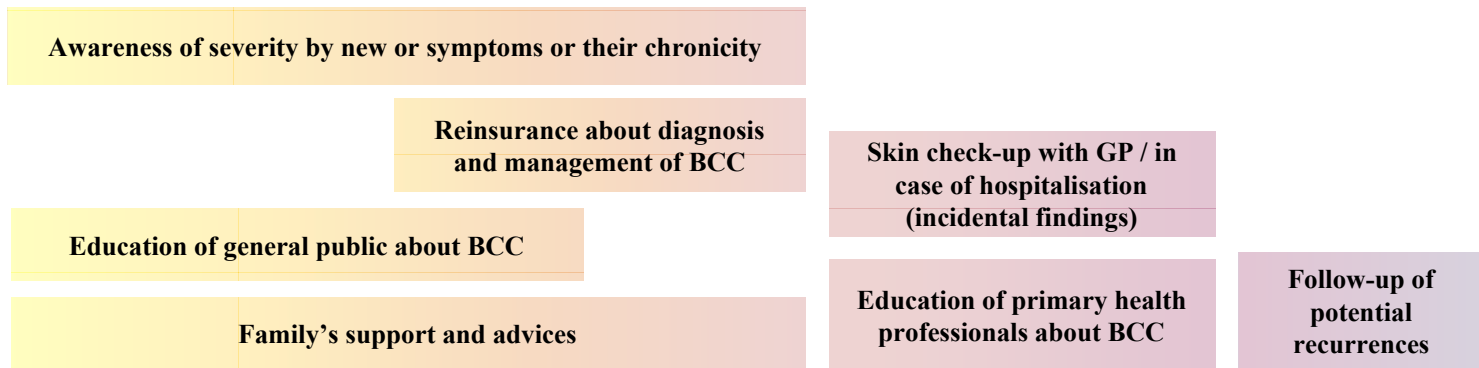 Awareness of severity by new or symptoms or their chronicity
Reinsurance about diagnosis
and management of BCC
Skin check-up with GP / in
case of hospitalisation
(incidental findings)
Education of general public about BCC
Family’s support and advices
Education of primary health
professionals about BCC
Follow-up of
potential
recurrences